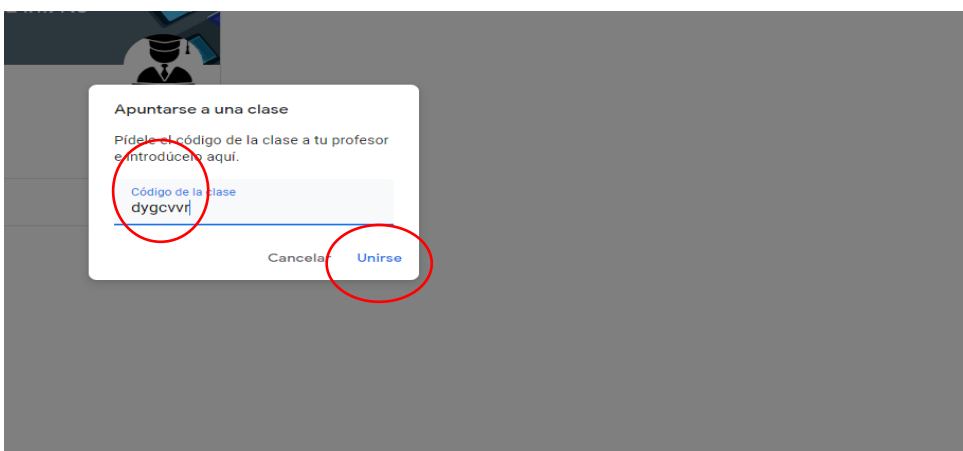 Apuntarse a una clase
Pídele el código de la clase a tu profesor
e introdúcelo aquí.
Código de la clase
dygcvvr
Cancelar Unirse